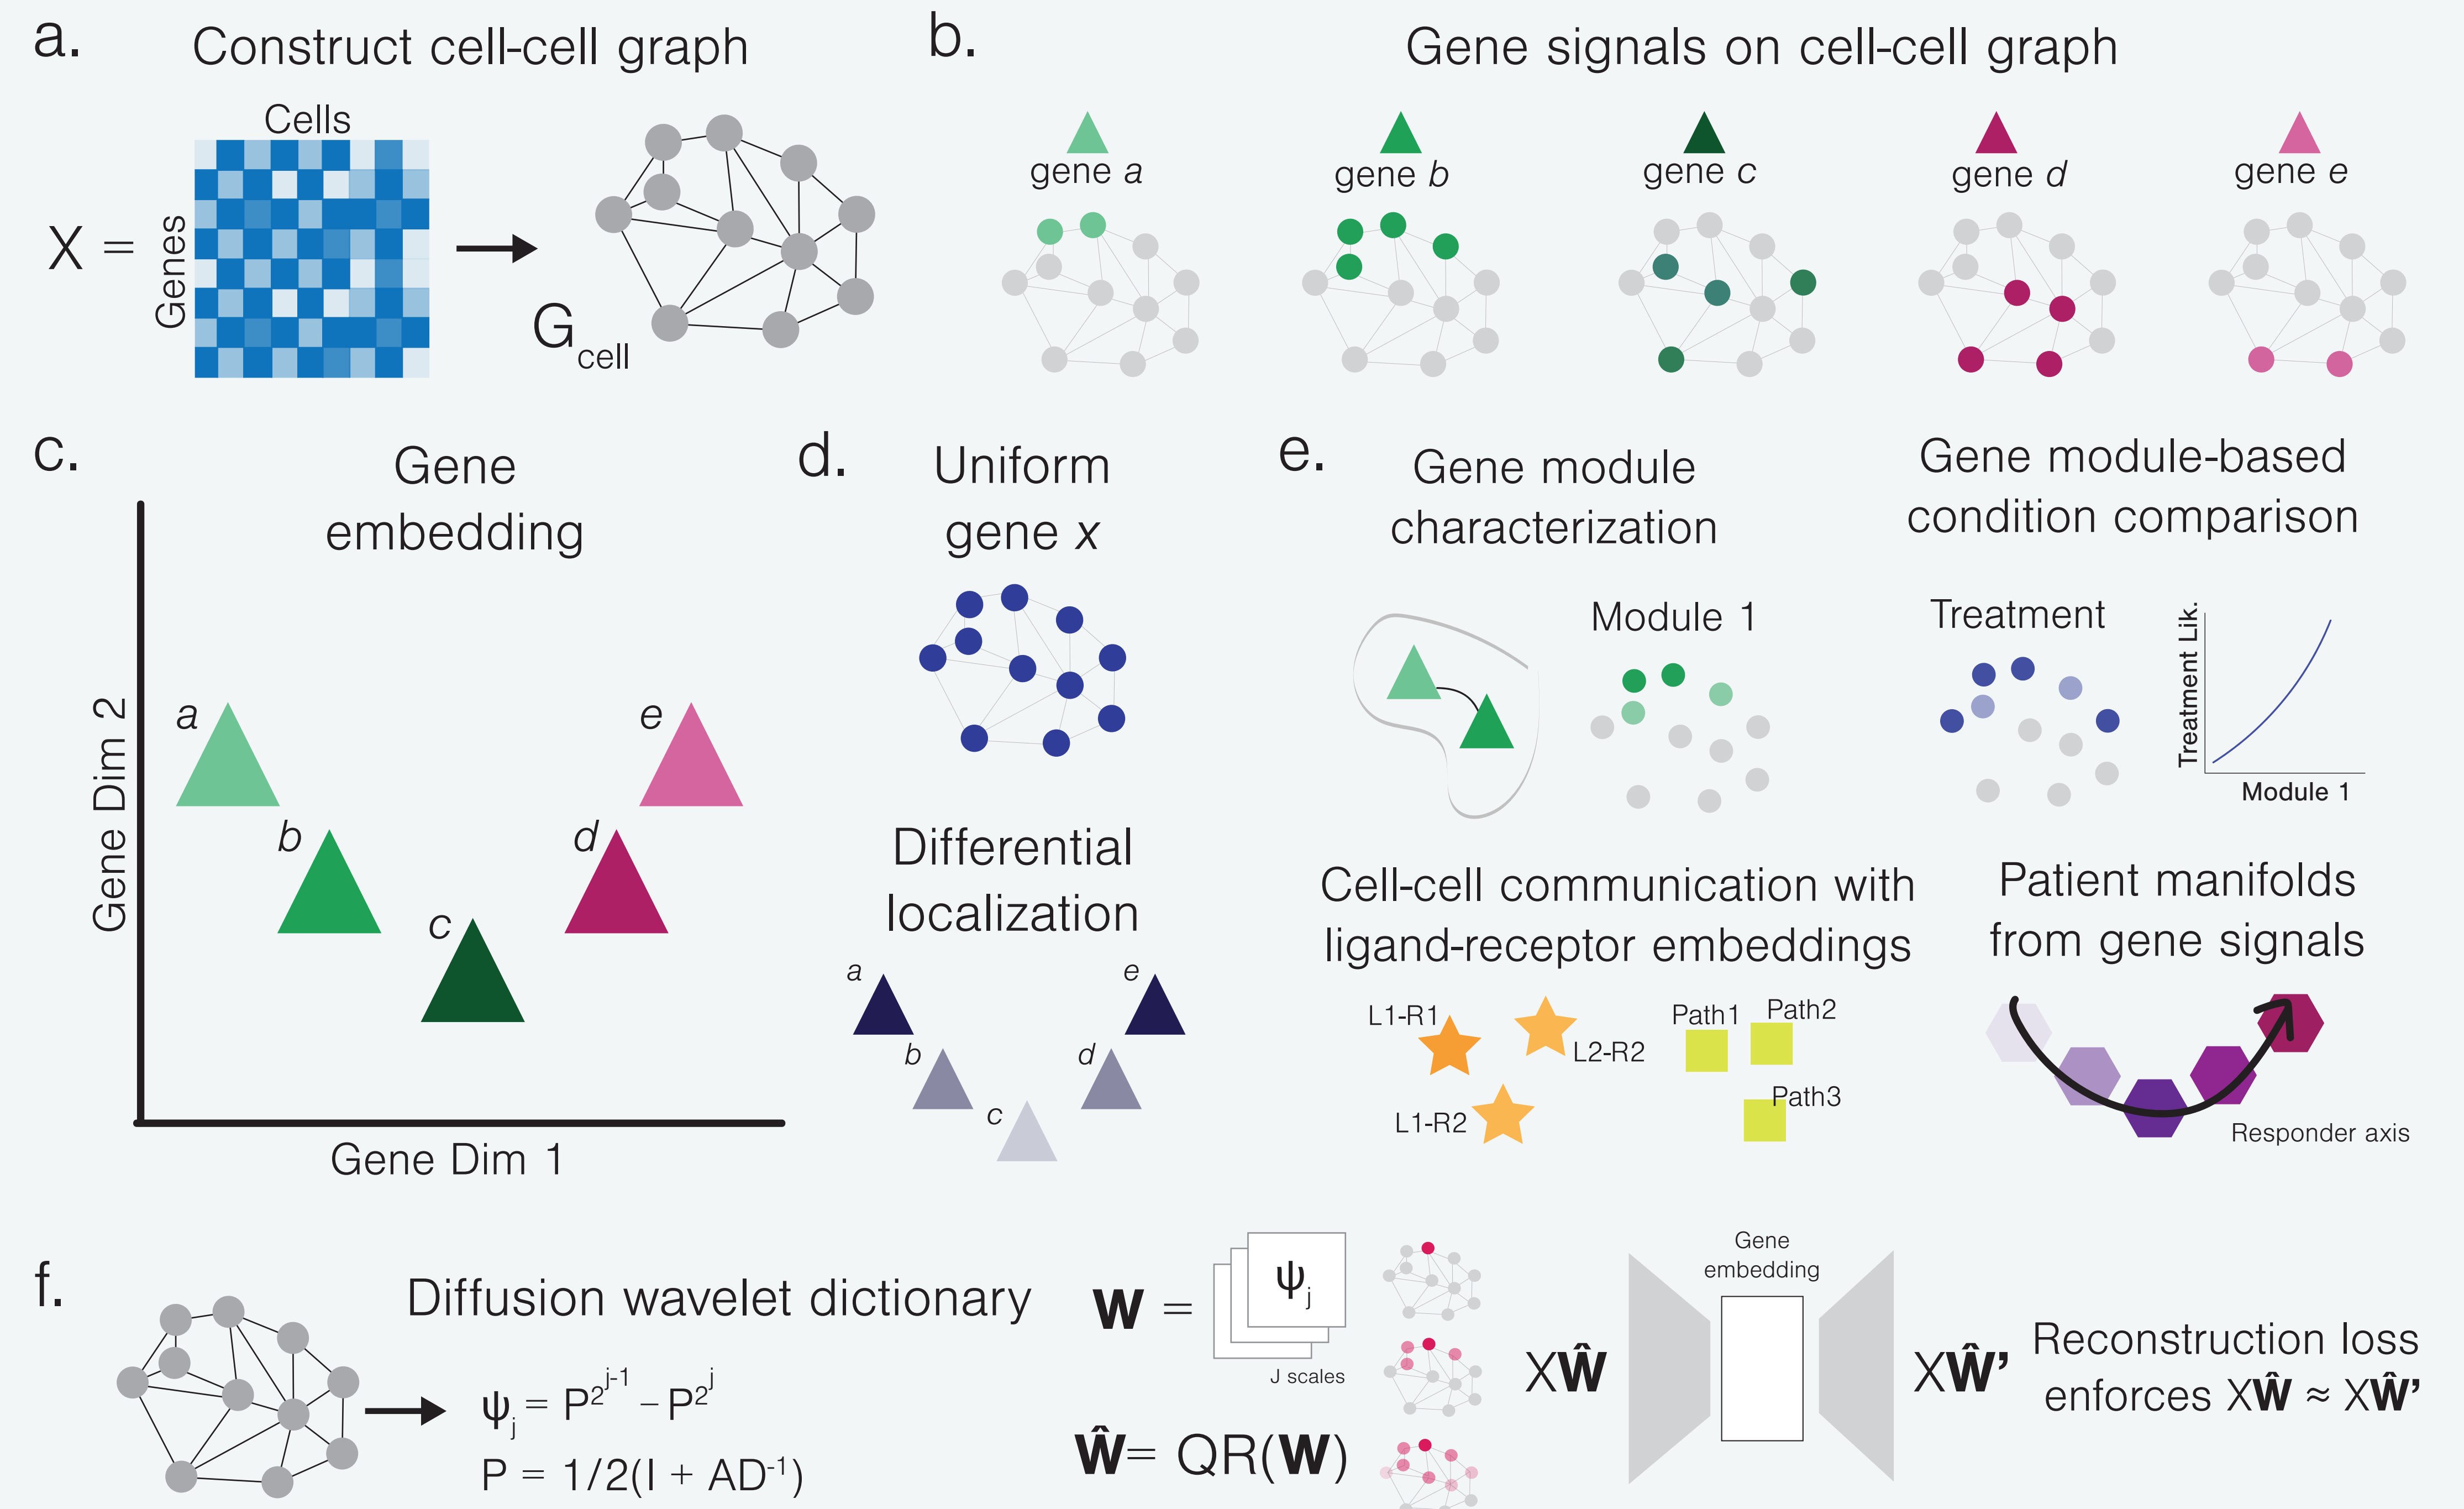 a.
Construct cell-cell graph
Cells
Genes
X =
G cell
b.
Gene signals on cell-cell graph
gene a
gene b
gene c
gene d
gene e
c.
Gene
embedding
Gene Dim 2
a
b
c
d
e
Gene Dim 1
d.
Uniform
gene x
Differential
localization
a
b
c
d
e
e.
Gene module
characterization
Module 1
Gene module-based
condition comparison
Treatment
Treatment Lik.
Module 1
Cell-cell communication with
ligand-receptor embeddings
L1-R1
L2-R2
L1-R2
Path1
Path2
Path3
Patient manifolds
from gene signals
Responder axis
f.
Diffusion wavelet dictionary
ψj = P2^j-1 – P2^j
P = 1/2(I + AD^-1)
W =
ψj
J scales
Ŵ= QR(W)
XŴ
Gene
embedding
XŴ’
Reconstruction loss
enforces XŴ ≈ XŴ’